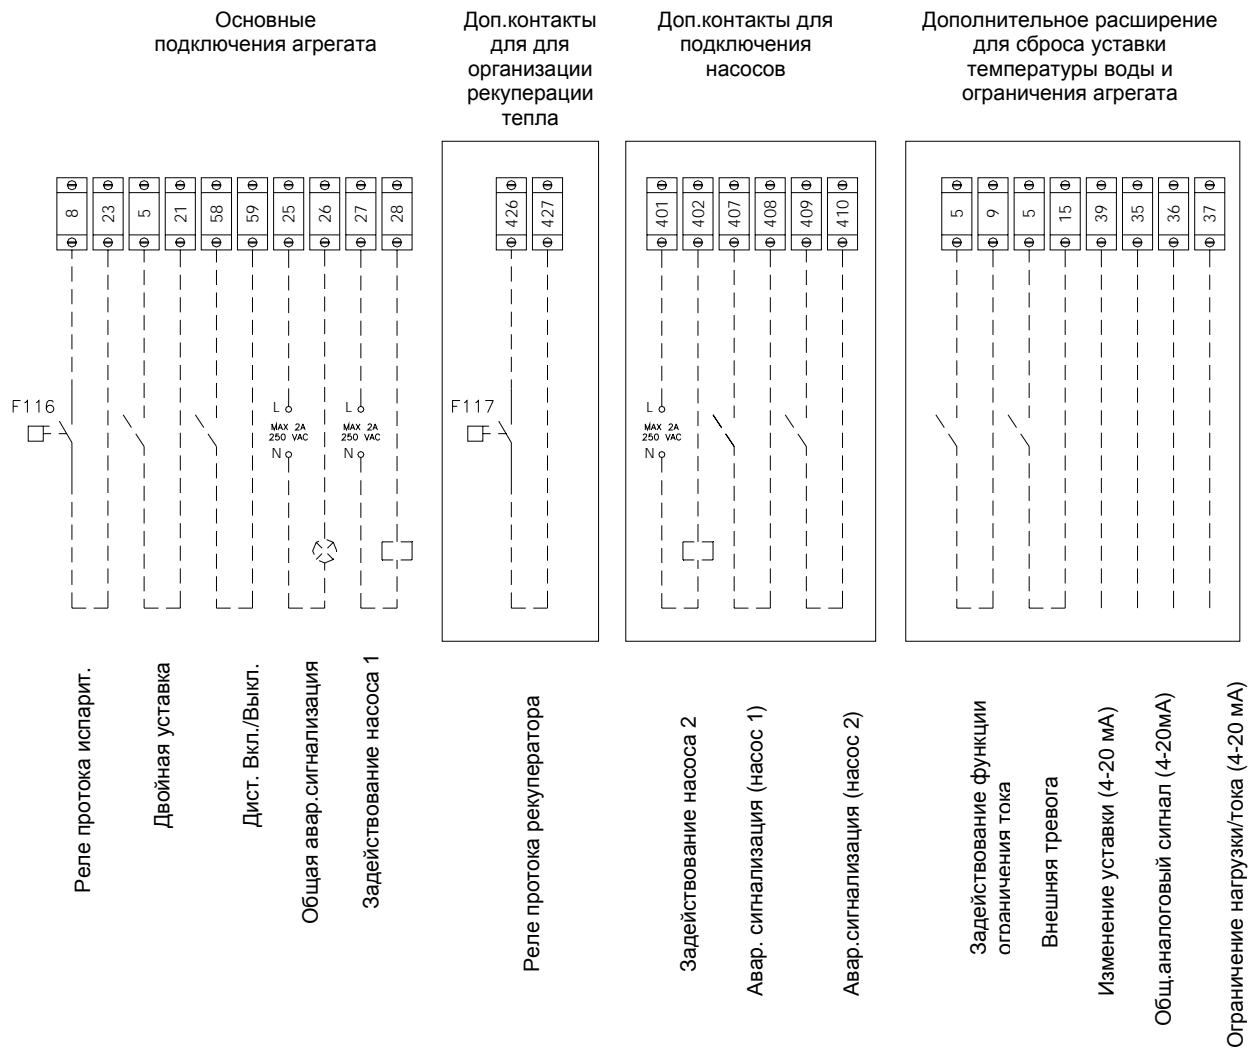 Основные
подключения агрегата
Доп.контакты
для для
организации
рекуперации
тепла
Доп.контакты для
подключения
насосов
Дополнительное расширение
для сброса уставки
температуры воды и
ограничения агрегата
8 23 5 21 58 59 25 26 27 28
426 427
401 402 407 408 409 410
5 9 5 15 39 35 36 37
F116
L
MAX 2A
250 VAC
N
L
MAX 2A
250 VAC
N
F117
L
MAX 2A
250 VAC
N
Реле протока испарит.
Двойная уставка
Дист. Вкл./Выкл.
Общая авар.сигнализация
Задействование насоса 1
Реле протока рекуператора
Задействование насоса 2
Авар. сигнализация (насос 1)
Авар.сигнализация (насос 2)
Задействование функции
ограничения тока
Внешняя тревога
Изменение уставки (4-20 мА)
Общ.аналоговый сигнал (4-20мА)
Ограничение нагрузки/тока (4-20 мА)